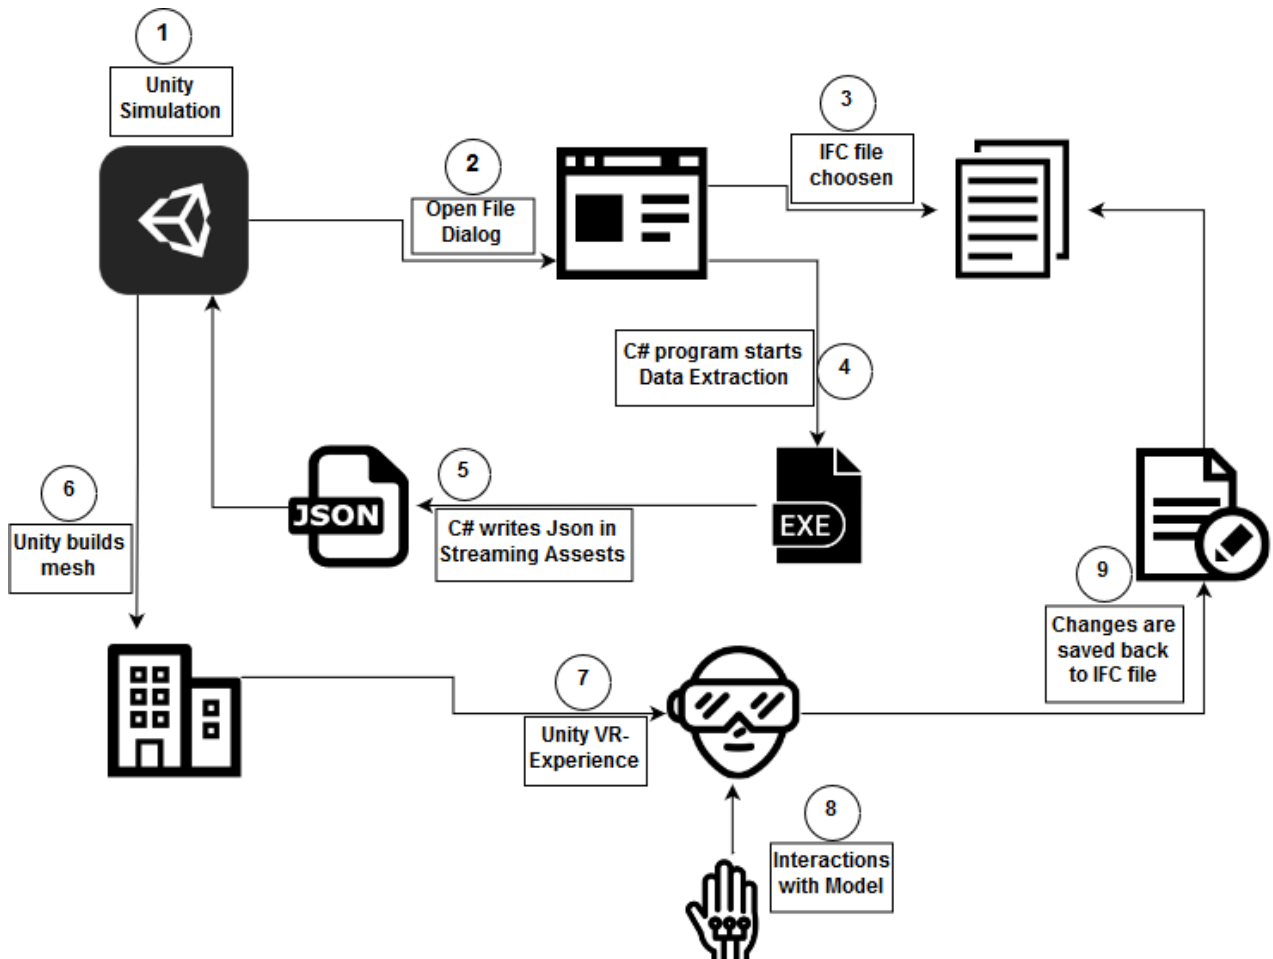 1
Unity
Simulation
2
Open File
Dialog
3
IFC file
choosen
C# program starts
Data Extraction
4
5
C# writes Json in
Streaming Assests
JSON
EXE
6
Unity builds
mesh
7
Unity VR-
Experience
8
Interactions
with Model
9
Changes are
saved back
to IFC file